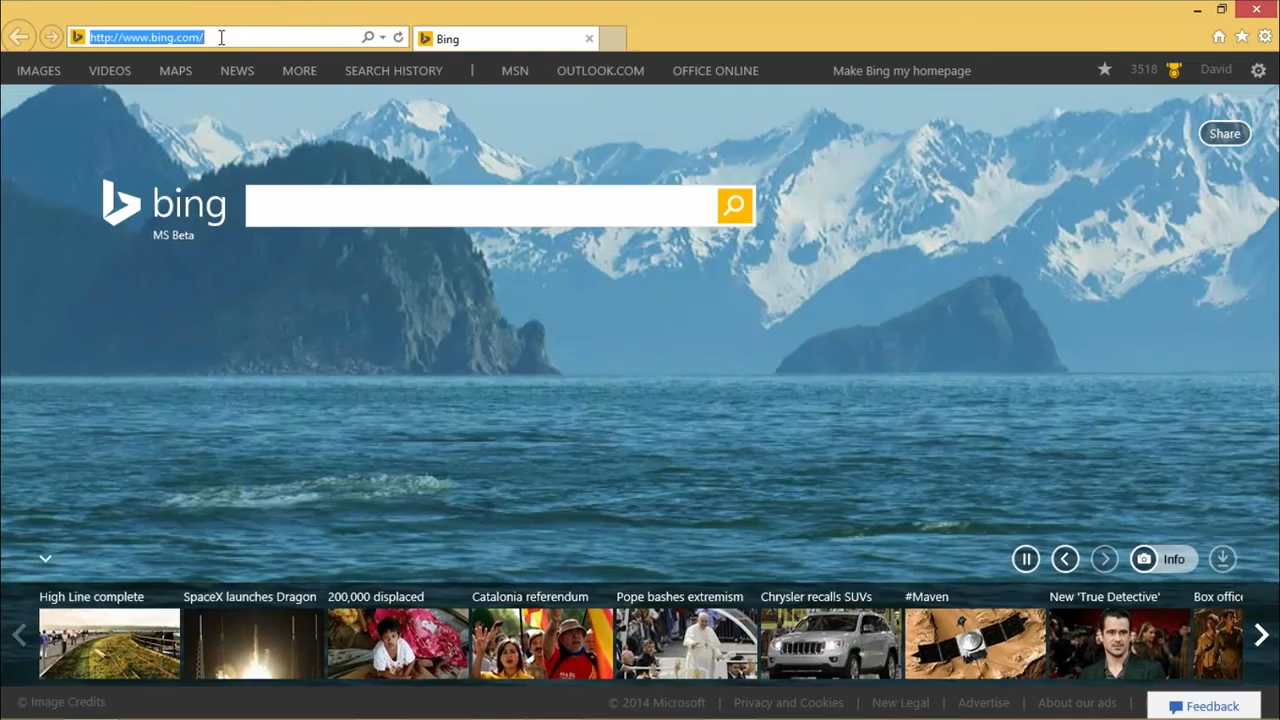 http://www.bing.com/
Bing
IMAGES VIDEOS MAPS NEWS MORE SEARCH HISTORY | MSN OUTLOOK.COM OFFICE ONLINE Make Bing my homepage 3518 David
Share
bing
MS Beta
Info
High Line complete SpaceX launches Dragon 200,000 displaced Catalonia referendum Pope bashes extremism Chrysler recalls SUVs #Maven New 'True Detective' Box office
© Image Credits © 2014 Microsoft | Privacy and Cookies | New Legal | Advertise | About our ads | Feedback